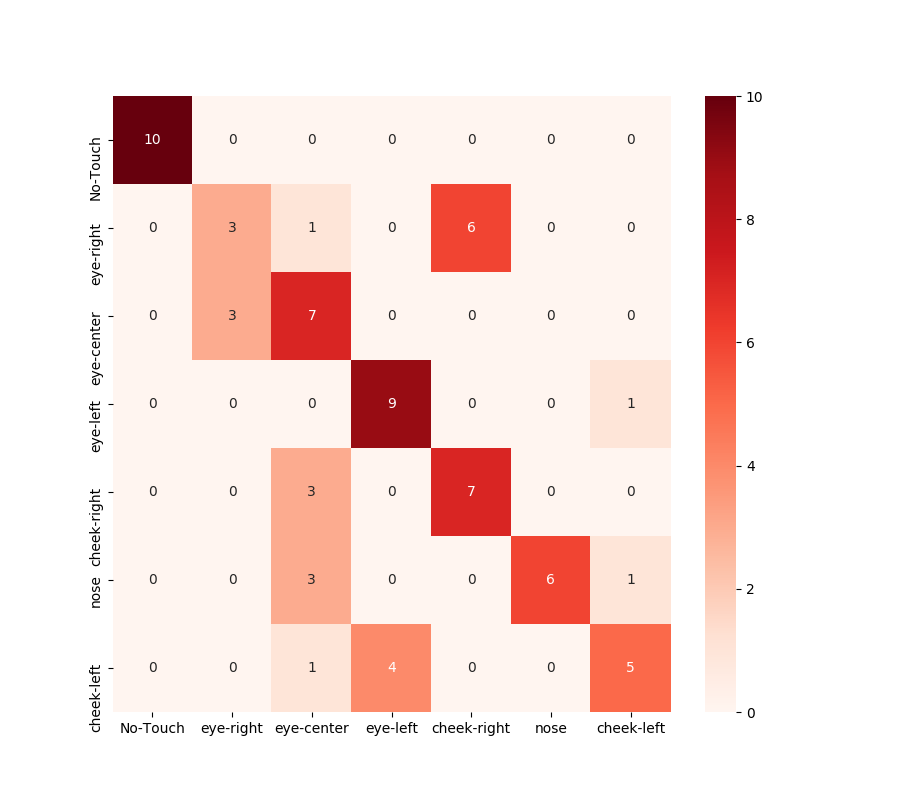 No-Touch 10 0 0 0 0 0 0
eye-right 0 3 1 0 6 0 0
eye-center 0 3 7 0 0 0 0
eye-left 0 0 0 9 0 0 1
cheek-right 0 0 3 0 7 0 0
nose 0 0 3 0 0 6 1
cheek-left 0 0 1 4 0 0 5
No-Touch eye-right eye-center eye-left cheek-right nose cheek-left
10
8
6
4
2
0